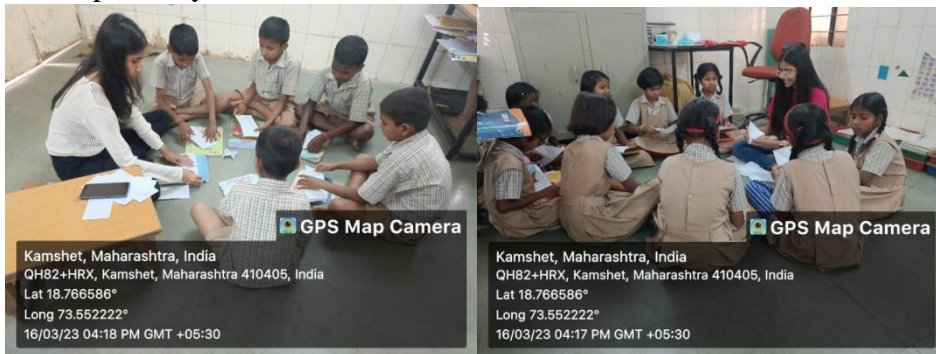 GPS Map Camera
Kamshet, Maharashtra, India
QH82+HRX, Kamshet, Maharashtra 410405, India
Lat 18.766586°
Long 73.552222°
16/03/23 04:18 PM GMT +05:30
GPS Map Camera
Kamshet, Maharashtra, India
QH82+HRX, Kamshet, Maharashtra 410405, India
Lat 18.766586°
Long 73.552222°
16/03/23 04:17 PM GMT +05:30